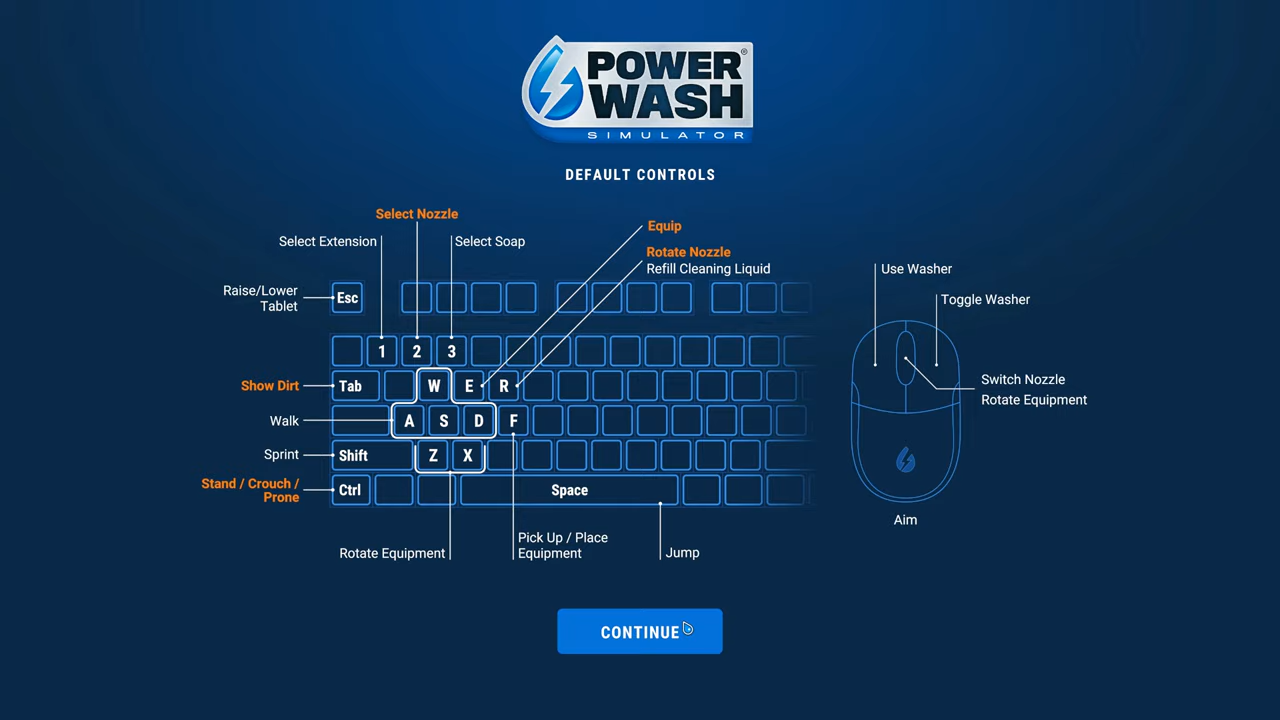 POWER®
WASH
SIMULATOR
DEFAULT CONTROLS
Select Nozzle
Select Extension
Select Soap
Equip
Rotate Nozzle
Refill Cleaning Liquid
Raise/Lower
Tablet
Esc
1 2 3
Show Dirt
Tab W E R
Walk
A S D F
Sprint
Shift Z X
Stand / Crouch /
Prone
Ctrl Space
Rotate Equipment
Pick Up / Place
Equipment
Jump
Use Washer
Toggle Washer
Switch Nozzle
Rotate Equipment
Aim
CONTINUE